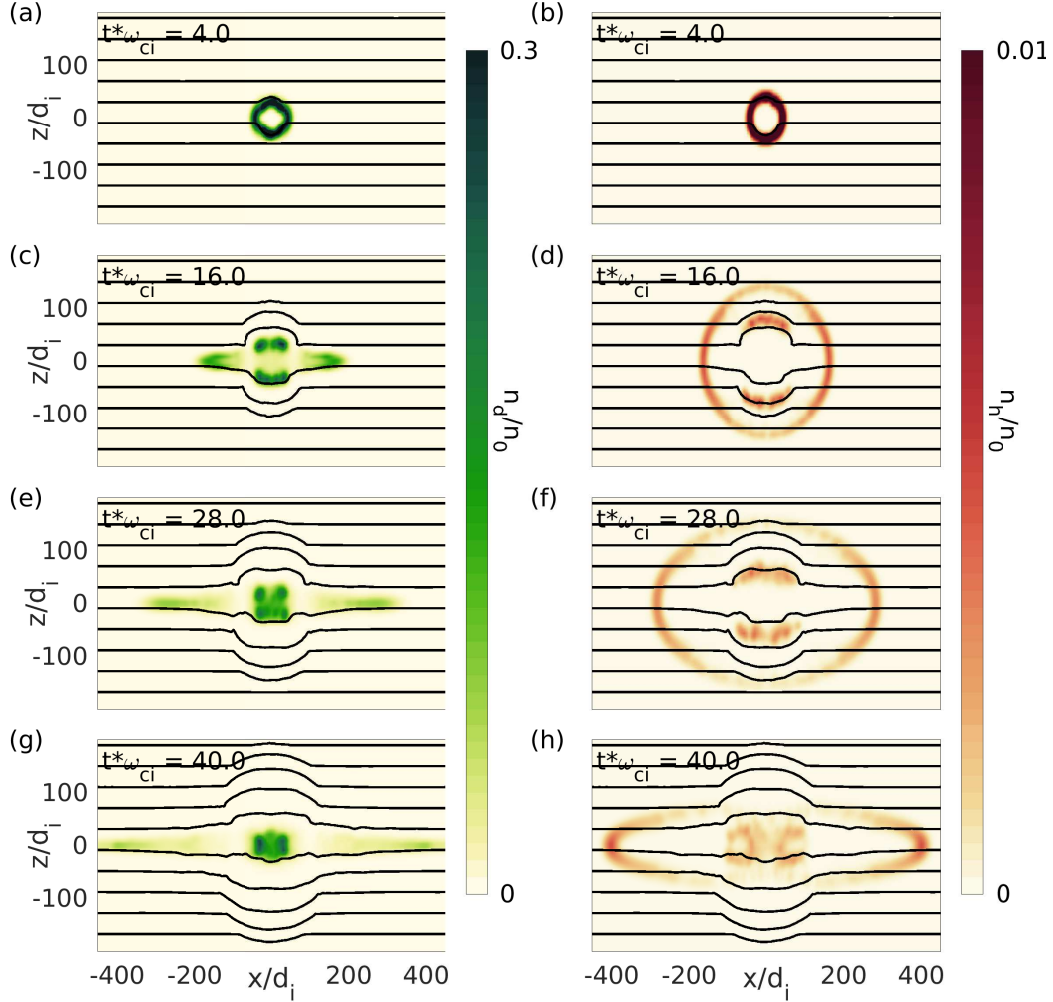 (a)
(b)
t*ω_ci = 4.0
t*ω_ci = 4.0
0.3
0.01
z/d_i
100
0
-100
(c)
(d)
t*ω_ci = 16.0
t*ω_ci = 16.0
z/d_i
100
0
-100
n_d/n_0
n_h/n_0
(e)
(f)
t*ω_ci = 28.0
t*ω_ci = 28.0
z/d_i
100
0
-100
(g)
(h)
t*ω_ci = 40.0
t*ω_ci = 40.0
z/d_i
100
0
-100
0
0
-400 -200 0 200 400
x/d_i
-400 -200 0 200 400
x/d_i